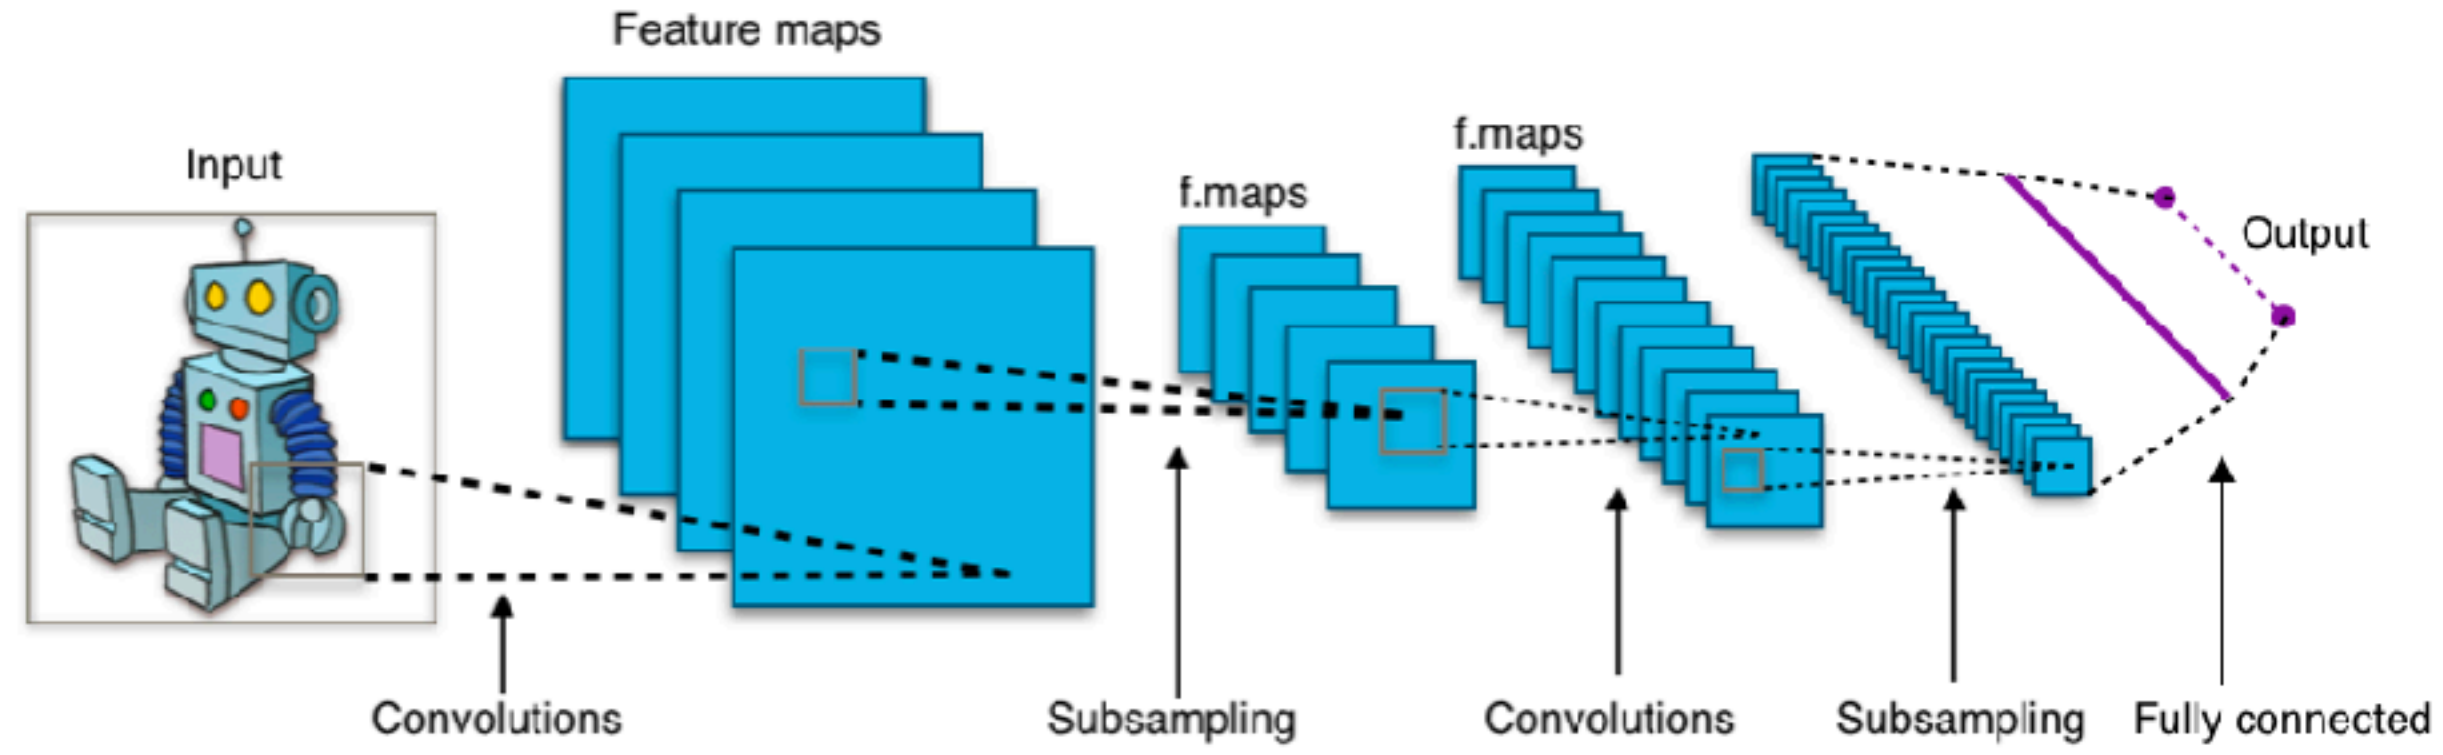 Feature maps
f.maps
Input
f.maps
Output
Convolutions
Subsampling
Convolutions
Subsampling
Fully connected